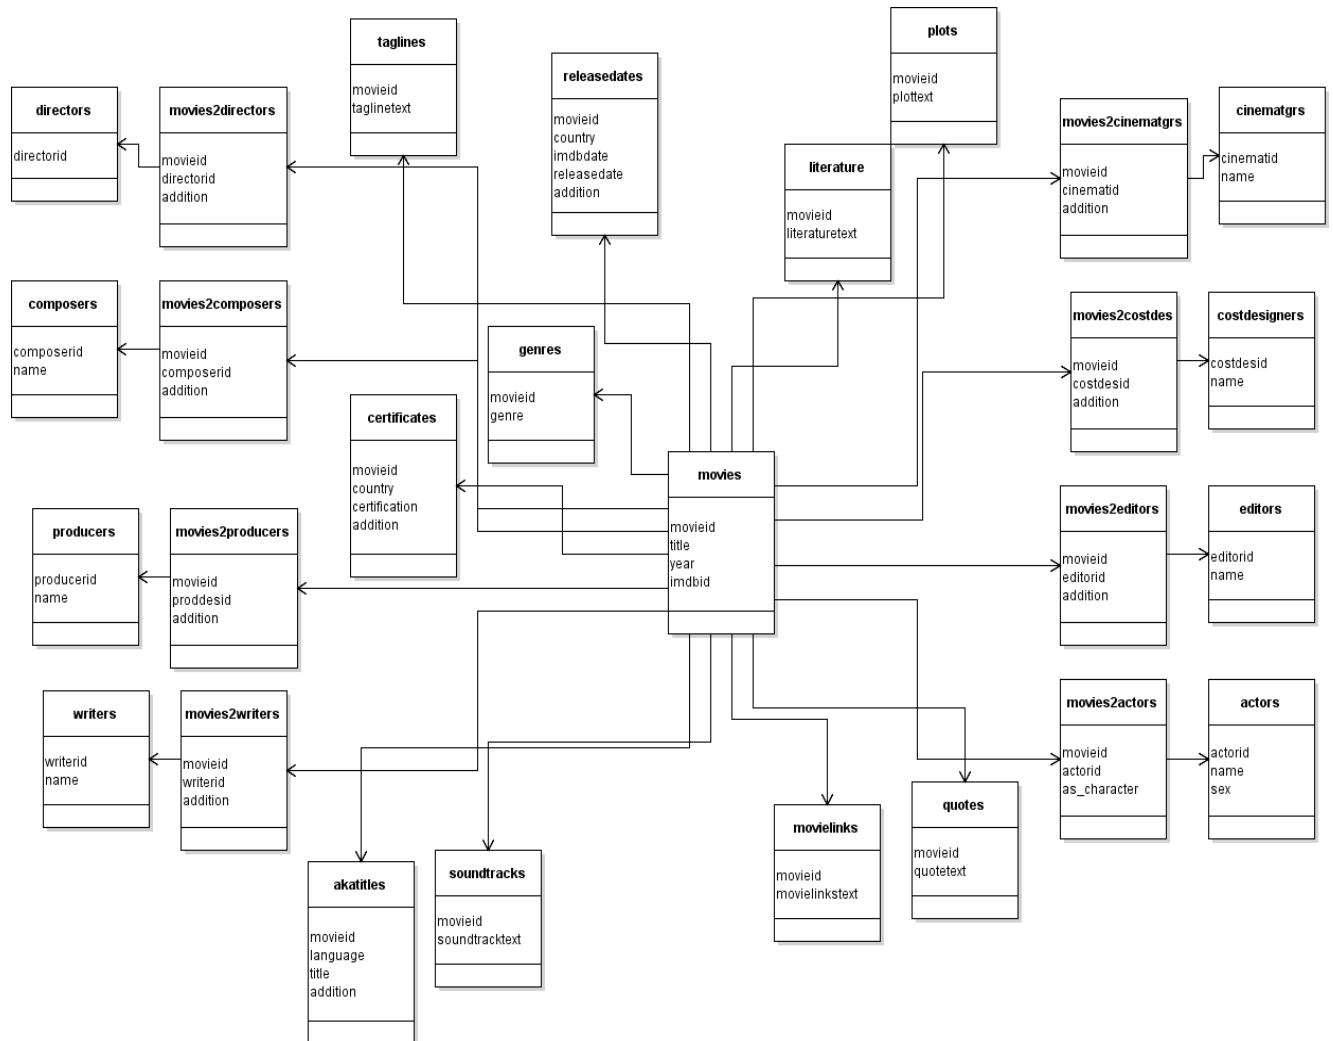 taglines
movieid
taglinetext
plots
movieid
plottext
releasedates
movieid
country
imdbdate
releasedate
addition
directors
directorid
movies2directors
movieid
directorid
addition
literature
movieid
literaturetext
movies2cinematgrs
movieid
cinematid
addition
cinematgrs
cinematid
name
composers
composerid
name
movies2composers
movieid
composerid
addition
genres
movieid
genre
movies2costdes
movieid
costdesid
addition
costdesigners
costdesid
name
certificates
movieid
country
certification
addition
movies
movieid
title
year
imdbid
producers
producerid
name
movies2producers
movieid
proddesid
addition
movies2editors
movieid
editorid
addition
editors
editorid
name
writers
writerid
name
movies2writers
movieid
writerid
addition
movies2actors
movieid
actorid
as_character
actors
actorid
name
sex
akatitles
movieid
language
title
addition
soundtracks
movieid
soundtracktext
movielinks
movieid
movielinkstext
quotes
movieid
quotetext